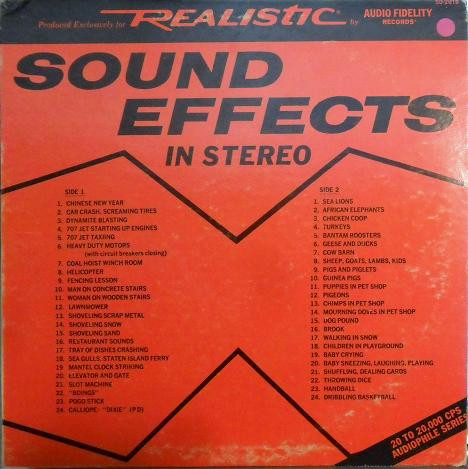 50-2018
Produced Exclusively for REALISTIC® by AUDIO FIDELITY
RECORDS®
SOUND
EFFECTS
IN STEREO
SIDE 1
1. CHINESE NEW YEAR
2. CAR CRASH, SCREAMING TIRES
3. DYNAMITE BLASTING
4. 707 JET STARTING UP ENGINES
5. 707 JET TAXIING
6. HEAVY DUTY MOTORS
(with circuit breakers closing)
7. COAL HOIST WINCH ROOM
8. HELICOPTER
9. FENCING LESSON
10. MAN ON CONCRETE STAIRS
11. WOMAN ON WOODEN STAIRS
12. LAWNMOWER
13. SHOVELING SCRAP METAL
14. SHOVELING SNOW
15. SHOVELING SAND
16. RESTAURANT SOUNDS
17. TRAY OF DISHES CRASHING
18. SEA GULLS, STATEN ISLAND FERRY
19. MANTEL CLOCK STRIKING
20. ELEVATOR AND GATE
21. SLOT MACHINE
22. "BOINGS"
23. POGO STICK
24. CALLIOPE: "DIXIE" (PD)
SIDE 2
1. SEA LIONS
2. AFRICAN ELEPHANTS
3. CHICKEN COOP
4. TURKEYS
5. BANTAM ROOSTERS
6. GEESE AND DUCKS
7. COW BARN
8. SHEEP, GOATS, LAMBS, KIDS
9. PIGS AND PIGLETS
10. GUINEA PIGS
11. PUPPIES IN PET SHOP
12. PIGEONS
13. CHIMPS IN PET SHOP
14. MOURNING DOVES IN PET SHOP
15. DOG POUND
16. BROOK
17. WALKING IN SNOW
18. CHILDREN IN PLAYGROUND
19. BABY CRYING
20. BABY SNEEZING, LAUGHING, PLAYING
21. SHUFFLING, DEALING CARDS
22. THROWING DICE
23. HANDBALL
24. DRIBBLING BASKETBALL
20 TO 20,000 CPS
AUDIOPHILE SERIES